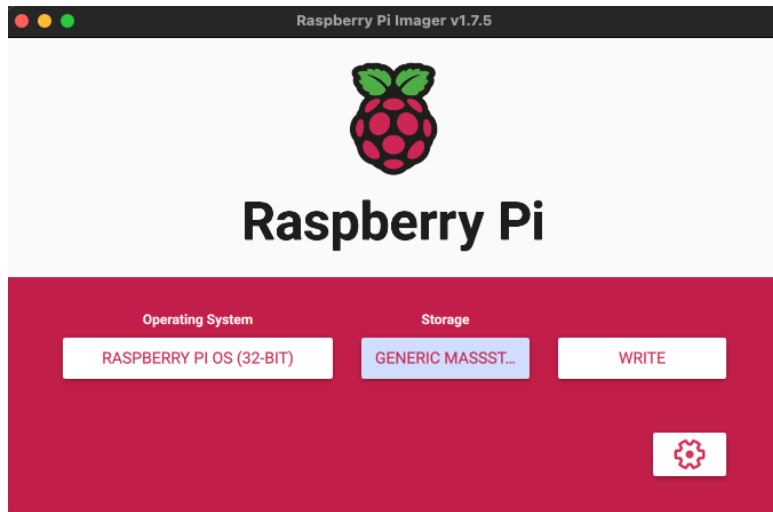 Raspberry Pi Imager v1.7.5
Raspberry Pi
Operating System
Storage
RASPBERRY PI OS (32-BIT)
GENERIC MASSST...
WRITE